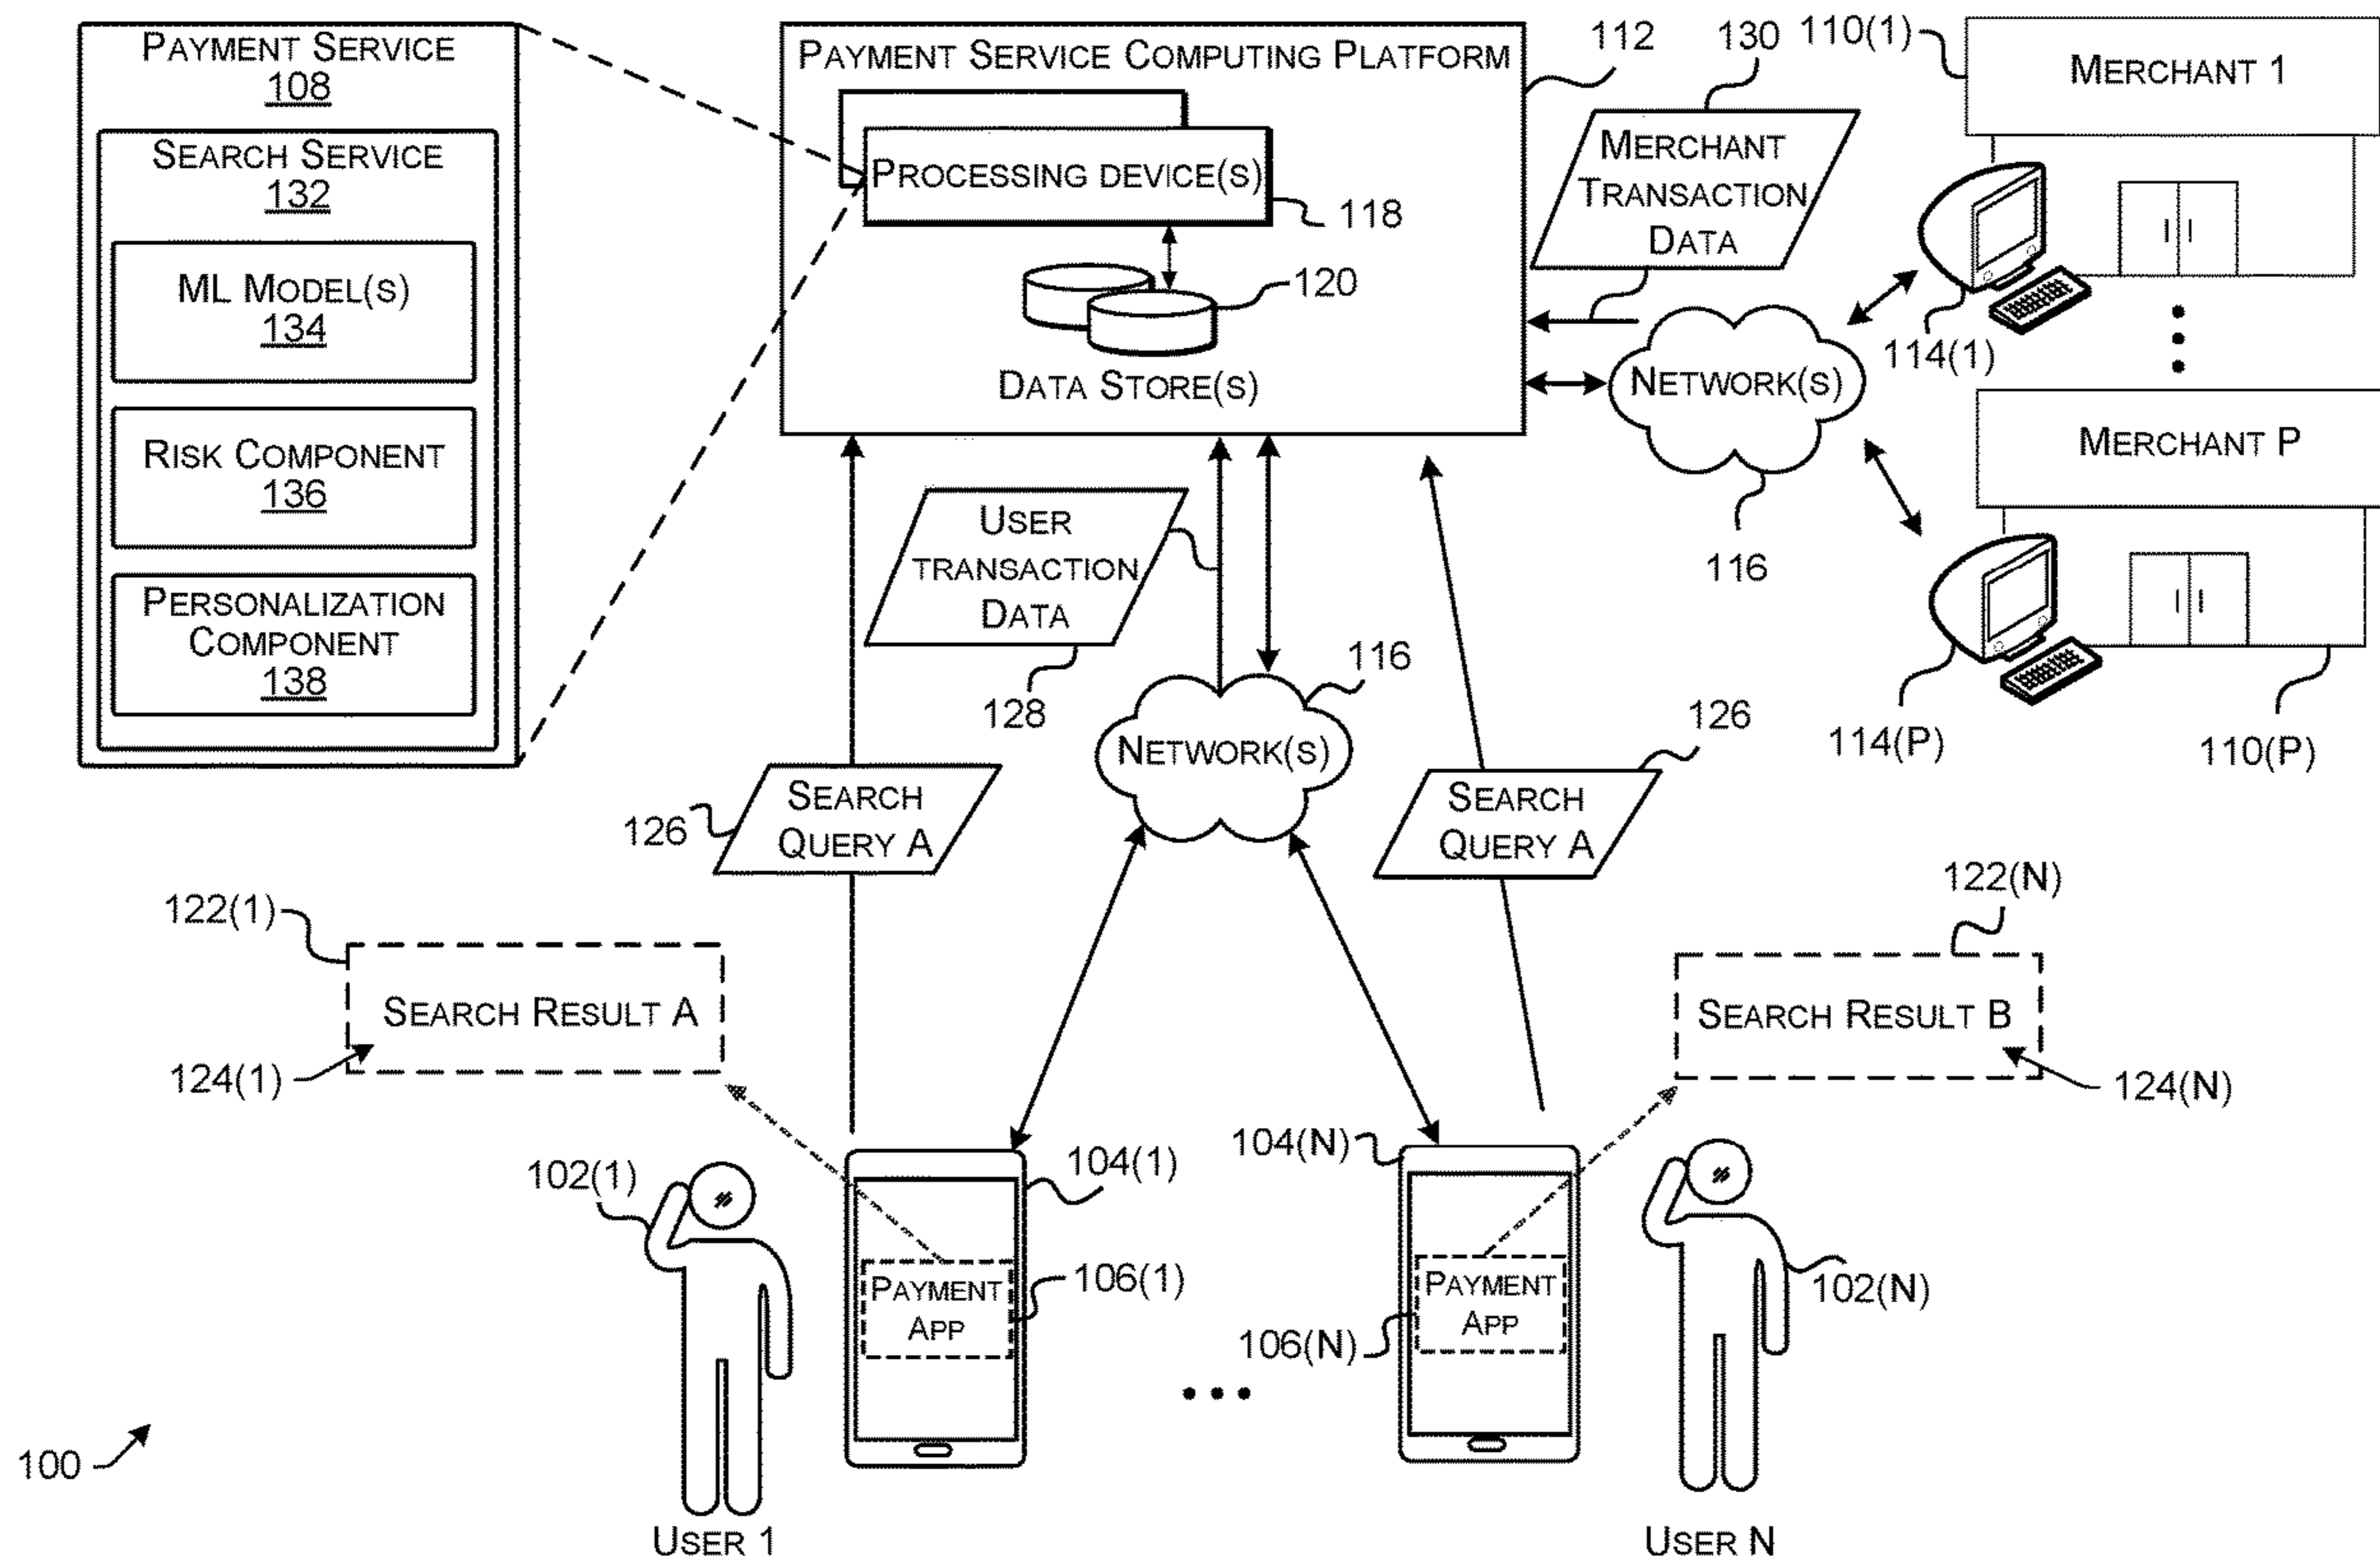 PAYMENT SERVICE
108
SEARCH SERVICE
132
ML MODEL(S)
134
RISK COMPONENT
136
PERSONALIZATION
COMPONENT
138
PAYMENT SERVICE COMPUTING PLATFORM
PROCESSING DEVICE(S)
118
120
DATA STORE(S)
112
130
MERCHANT
TRANSACTION
DATA
110(1)
MERCHANT 1
114(1)
NETWORK(S)
116
MERCHANT P
114(P)
110(P)
USER
TRANSACTION
DATA
128
116
NETWORK(S)
126
SEARCH
QUERY A
126
SEARCH
QUERY A
122(1)
SEARCH RESULT A
124(1)
122(N)
SEARCH RESULT B
124(N)
102(1)
104(1)
PAYMENT
APP
106(1)
104(N)
PAYMENT
APP
106(N)
102(N)
100
USER 1
USER N